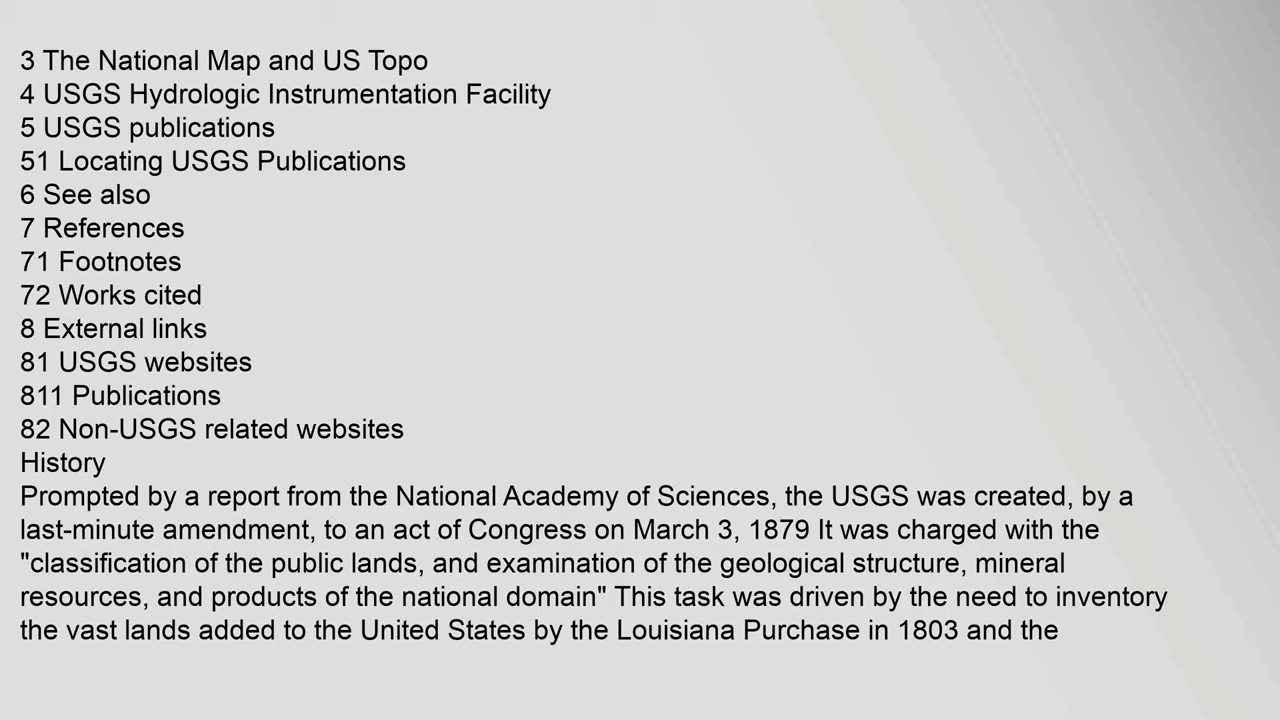 3 The National Map and US Topo
4 USGS Hydrologic Instrumentation Facility
5 USGS publications
51 Locating USGS Publications
6 See also
7 References
71 Footnotes
72 Works cited
8 External links
81 USGS websites
811 Publications
82 Non-USGS related websites
History
Prompted by a report from the National Academy of Sciences, the USGS was created, by a
last-minute amendment, to an act of Congress on March 3, 1879 It was charged with the
"classification of the public lands, and examination of the geological structure, mineral
resources, and products of the national domain" This task was driven by the need to inventory
the vast lands added to the United States by the Louisiana Purchase in 1803 and the